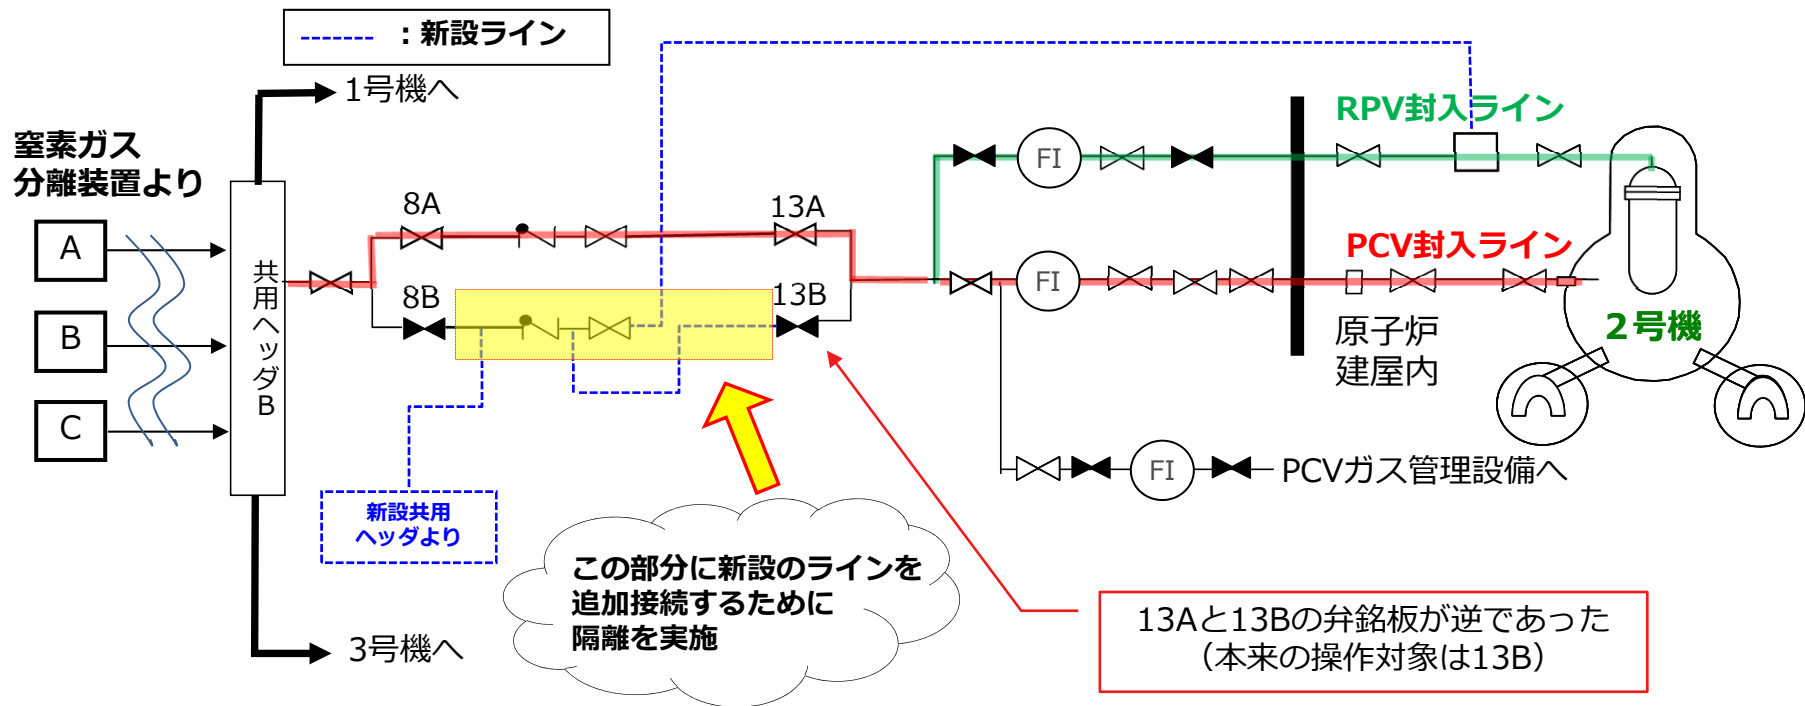 ：新設ライン
1号機へ
窒素ガス
分離装置より
A
B
C
共用ヘッダB
3号機へ
8A
13A
8B
13B
新設共用
ヘッダより
RPV封入ライン
FI
PCV封入ライン
FI
原子炉
建屋内
2号機
FI
PCVガス管理設備へ
この部分に新設のラインを
追加接続するために
隔離を実施
13Aと13Bの弁銘板が逆であった
（本来の操作対象は13B）